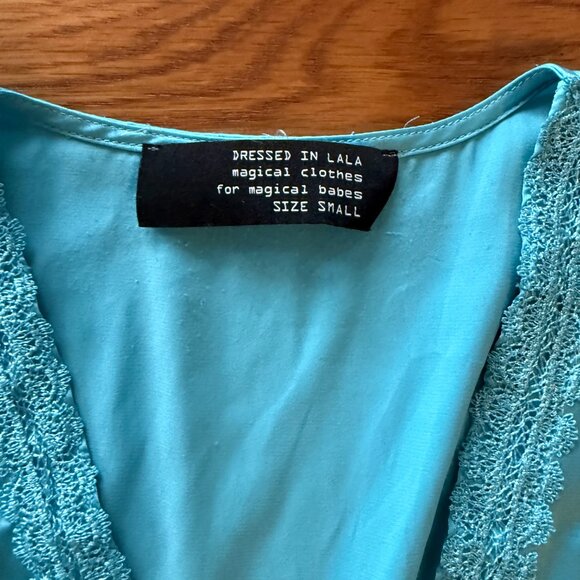 DRESSED IN LALA
magical clothes
for magical babes
SIZE SMALL